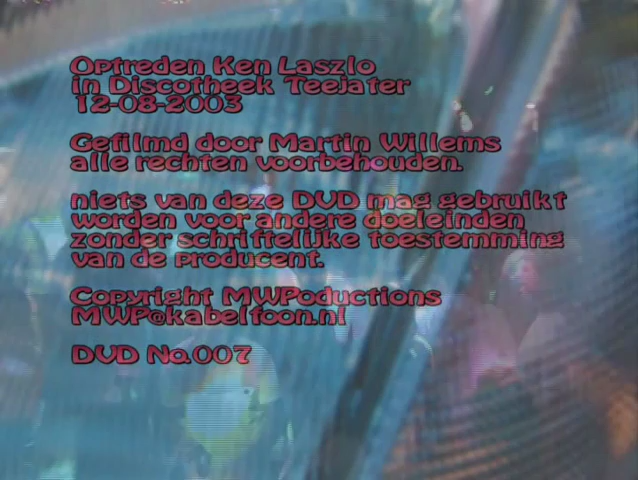 Optreden Ken Laszlo
in Discotheek Teejater
12-08-2003
Gefilmd door Martin Willems
alle rechten voorbehouden.
niets van deze DVD mag gebruikt
worden voor andere doeleinden
zonder schriftelijke toestemming
van de producent.
Copyright MWPoductions
MWP@kabelfoon.nl
DVD No.007